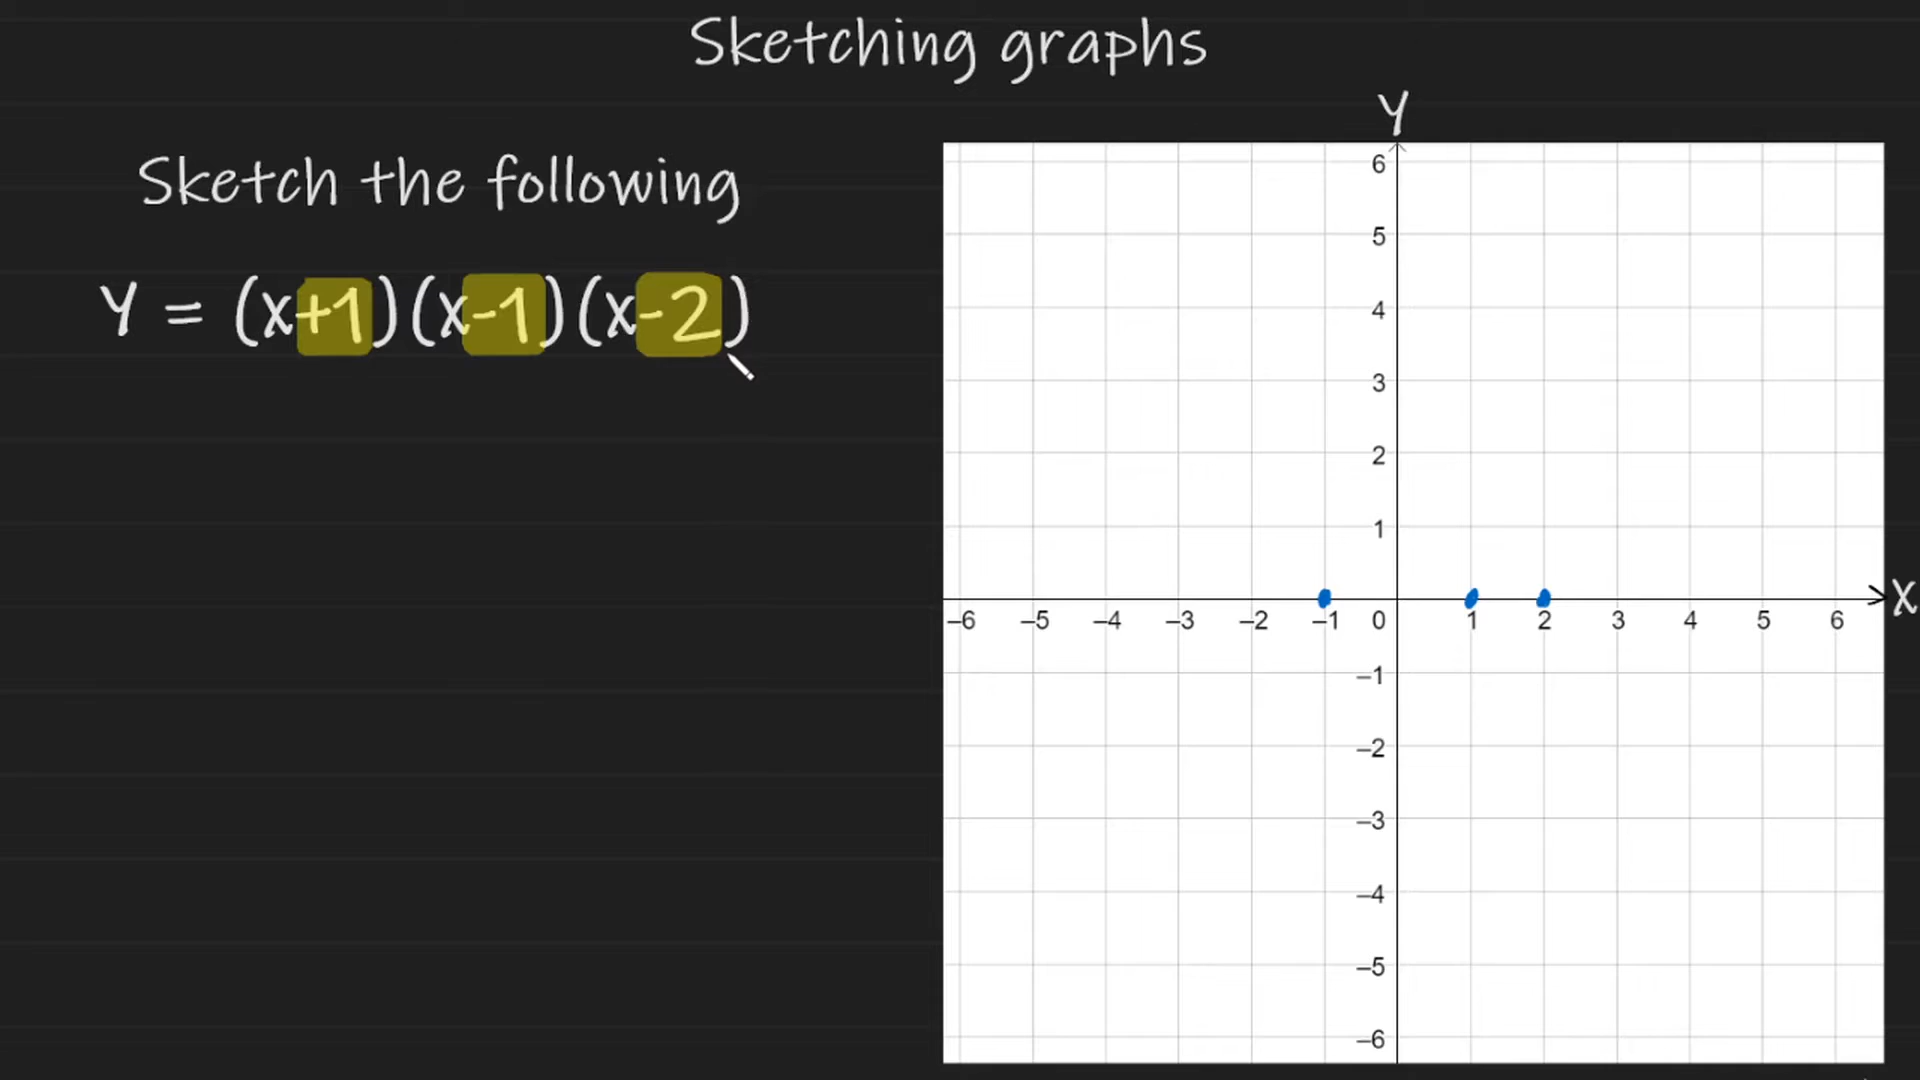 Sketching graphs
Sketch the following
Y = (x+1)(x-1)(x-2)
Y
6
5
4
3
2
1
–6 –5 –4 –3 –2 –1 0 1 2 3 4 5 6 X
–1
–2
–3
–4
–5
–6